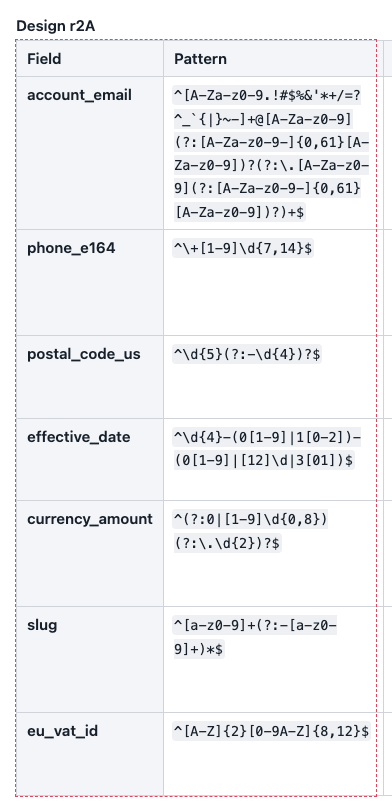 Design r2A
Field
Pattern
account_email
^[A-Za-z0-9.!#$%&'*+/=?
^_`{|}~-]+@[A-Za-z0-9]
(?:[A-Za-z0-9-]{0,61}[A-
Za-z0-9])?(?:\.[A-Za-z0-
9](?:[A-Za-z0-9-]{0,61}
[A-Za-z0-9])?)+$
phone_e164
^\+[1-9]\d{7,14}$
postal_code_us
^\d{5}(?:-\d{4})?$
effective_date
^\d{4}-(0[1-9]|1[0-2])-
(0[1-9]|[12]\d|3[01])$
currency_amount
^(?:0|[1-9]\d{0,8})
(?:\.\d{2})?$
slug
^[a-z0-9]+(?:-[a-z0-
9]+)*$
eu_vat_id
^[A-Z]{2}[0-9A-Z]{8,12}$